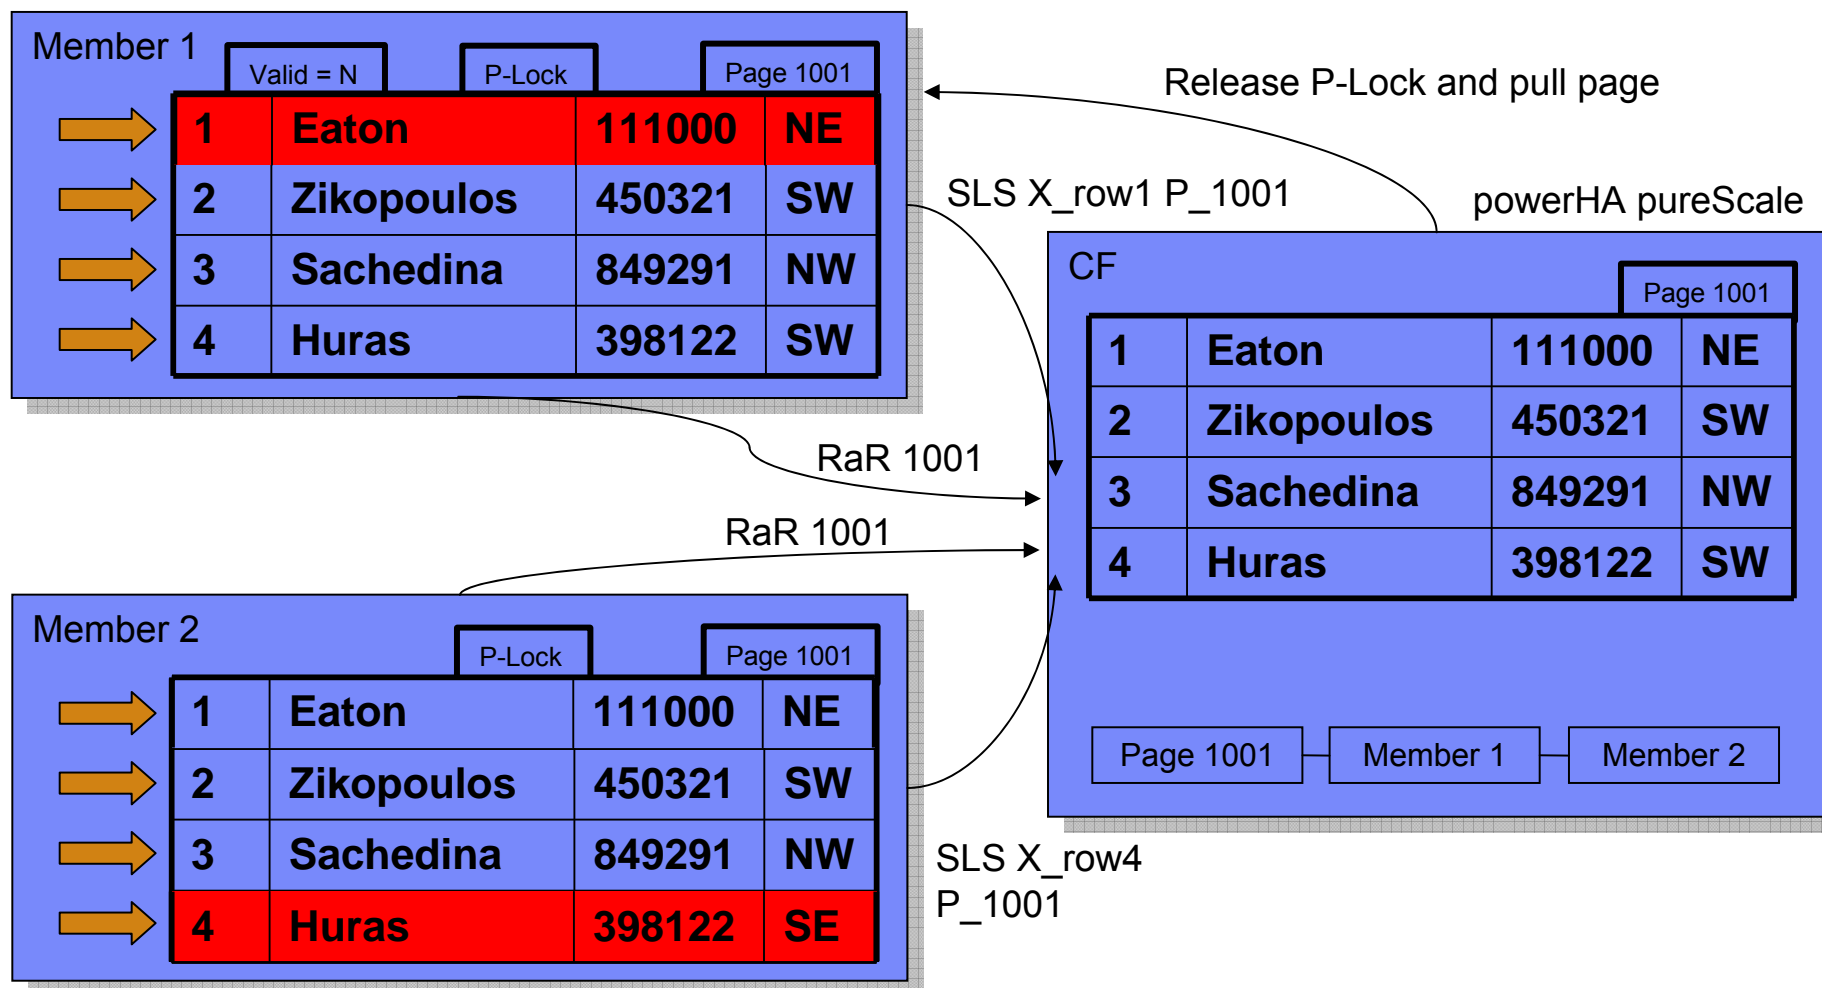 Member 1
Valid = N P-Lock Page 1001
1 Eaton 111000 NE
2 Zikopoulos 450321 SW
3 Sachedina 849291 NW
4 Huras 398122 SW
Release P-Lock and pull page
SLS X_row1 P_1001
powerHA pureScale
CF
Page 1001
1 Eaton 111000 NE
2 Zikopoulos 450321 SW
3 Sachedina 849291 NW
4 Huras 398122 SW
Page 1001 Member 1 Member 2
RaR 1001
RaR 1001
Member 2
P-Lock Page 1001
1 Eaton 111000 NE
2 Zikopoulos 450321 SW
3 Sachedina 849291 NW
4 Huras 398122 SE
SLS X_row4
P_1001